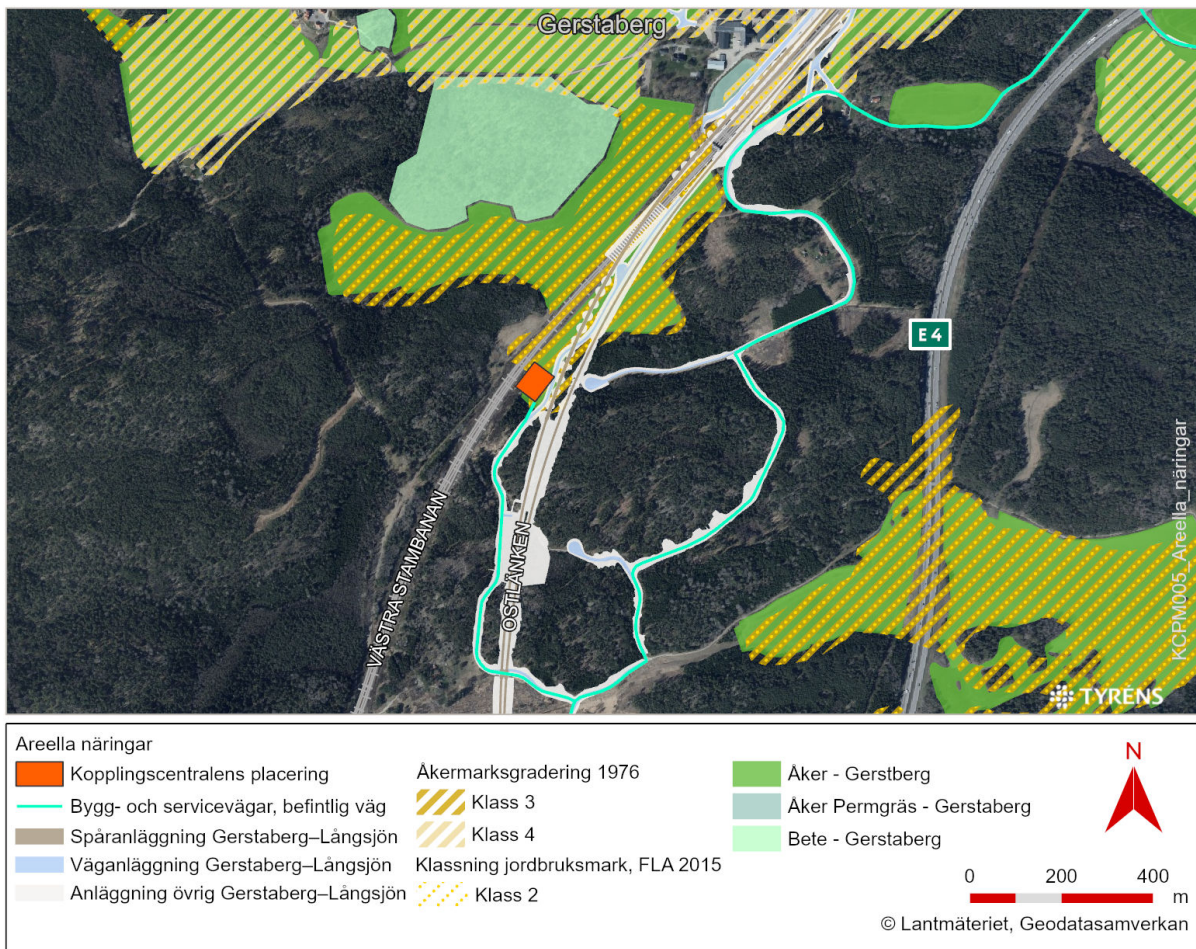 Gerstaberg
E 4
VÄSTRA STAMBANAN
OSTLÄNKEN
KCPM005_Areella_näringar
TYRENS
Areella näringar
Kopplingscentralens placering
Bygg- och servicevägar, befintlig väg
Spåranläggning Gerstaberg–Långsjön
Väganläggning Gerstaberg–Långsjön
Anläggning övrig Gerstaberg–Långsjön
Åkermarksgradering 1976
Klass 3
Klass 4
Klassning jordbruksmark, FLA 2015
Klass 2
Åker - Gerstberg
Åker Permgräs - Gerstaberg
Bete - Gerstaberg
N
0 200 400
m
© Lantmäteriet, Geodatasamverkan